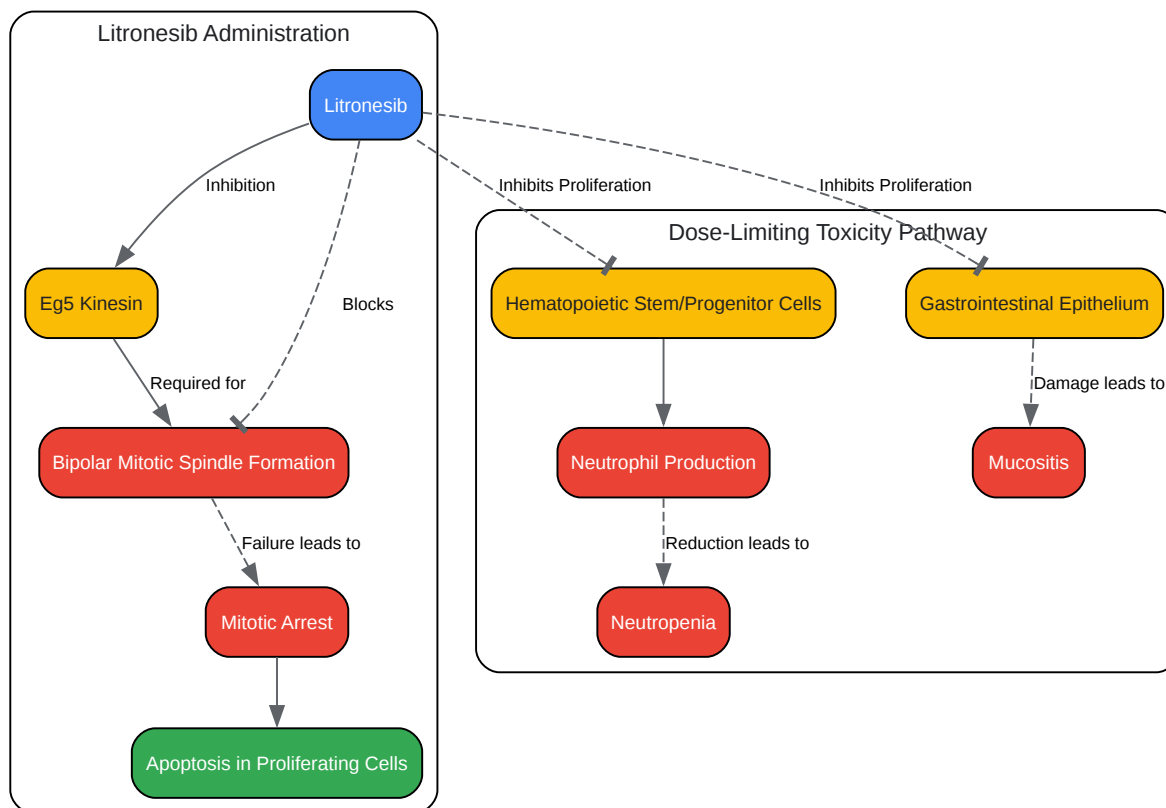 Litronesib Administration
Litronesib
Inhibition
Inhibits Proliferation
Inhibits Proliferation
Dose-Limiting Toxicity Pathway
Eg5 Kinesin
Blocks
Hematopoietic Stem/Progenitor Cells
Gastrointestinal Epithelium
Required for
Damage leads to
Bipolar Mitotic Spindle Formation
Neutrophil Production
Mucositis
Failure leads to
Reduction leads to
Mitotic Arrest
Neutropenia
Apoptosis in Proliferating Cells